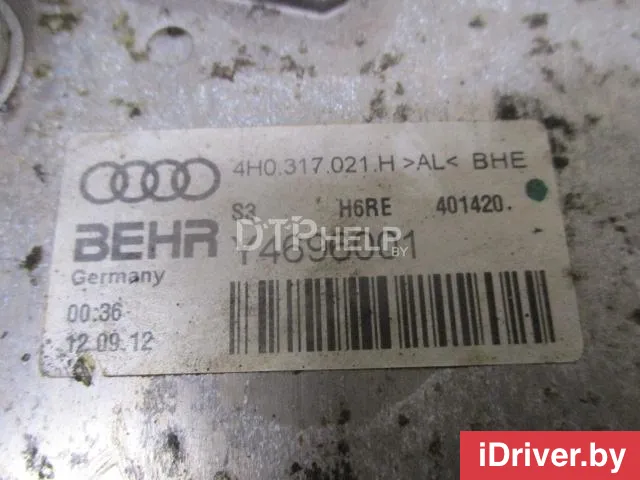 4H0.317.021.H >AL< BHE
S3 H6RE 401420.
BEHR
DTPHELP.BY
Germany
00:36
12.09.12
iDriver.by